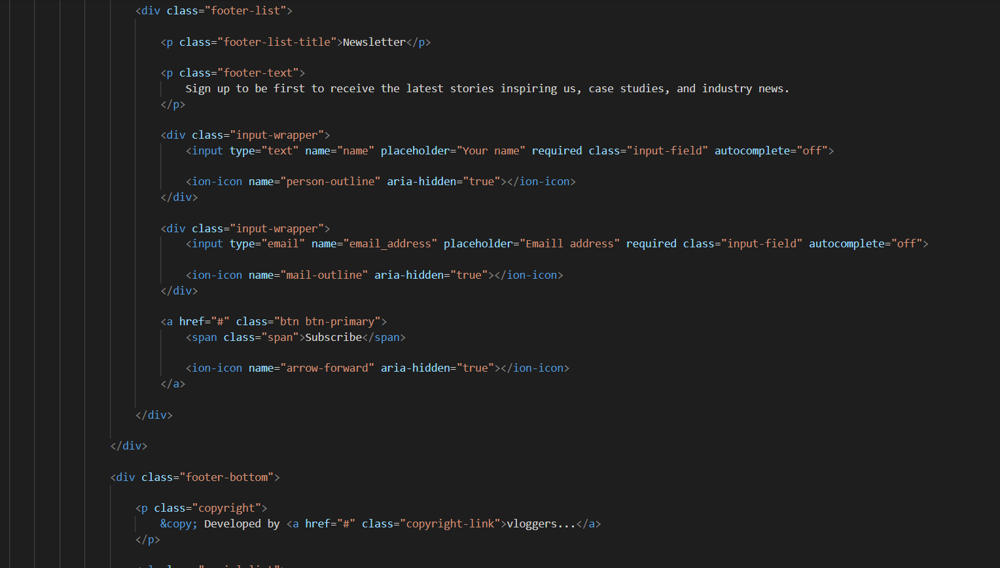 <div class="footer-list">
<p class="footer-list-title">Newsletter</p>
<p class="footer-text">
Sign up to be first to receive the latest stories inspiring us, case studies, and industry news.
</p>
<div class="input-wrapper">
<input type="text" name="name" placeholder="Your name" required class="input-field" autocomplete="off">
<ion-icon name="person-outline" aria-hidden="true"></ion-icon>
</div>
<div class="input-wrapper">
<input type="email" name="email_address" placeholder="Emaill address" required class="input-field" autocomplete="off">
<ion-icon name="mail-outline" aria-hidden="true"></ion-icon>
</div>
<a href="#" class="btn btn-primary">
<span class="span">Subscribe</span>
<ion-icon name="arrow-forward" aria-hidden="true"></ion-icon>
</a>
</div>
</div>
<div class="footer-bottom">
<p class="copyright">
&copy; Developed by <a href="#" class="copyright-link">vloggers...</a>
</p>